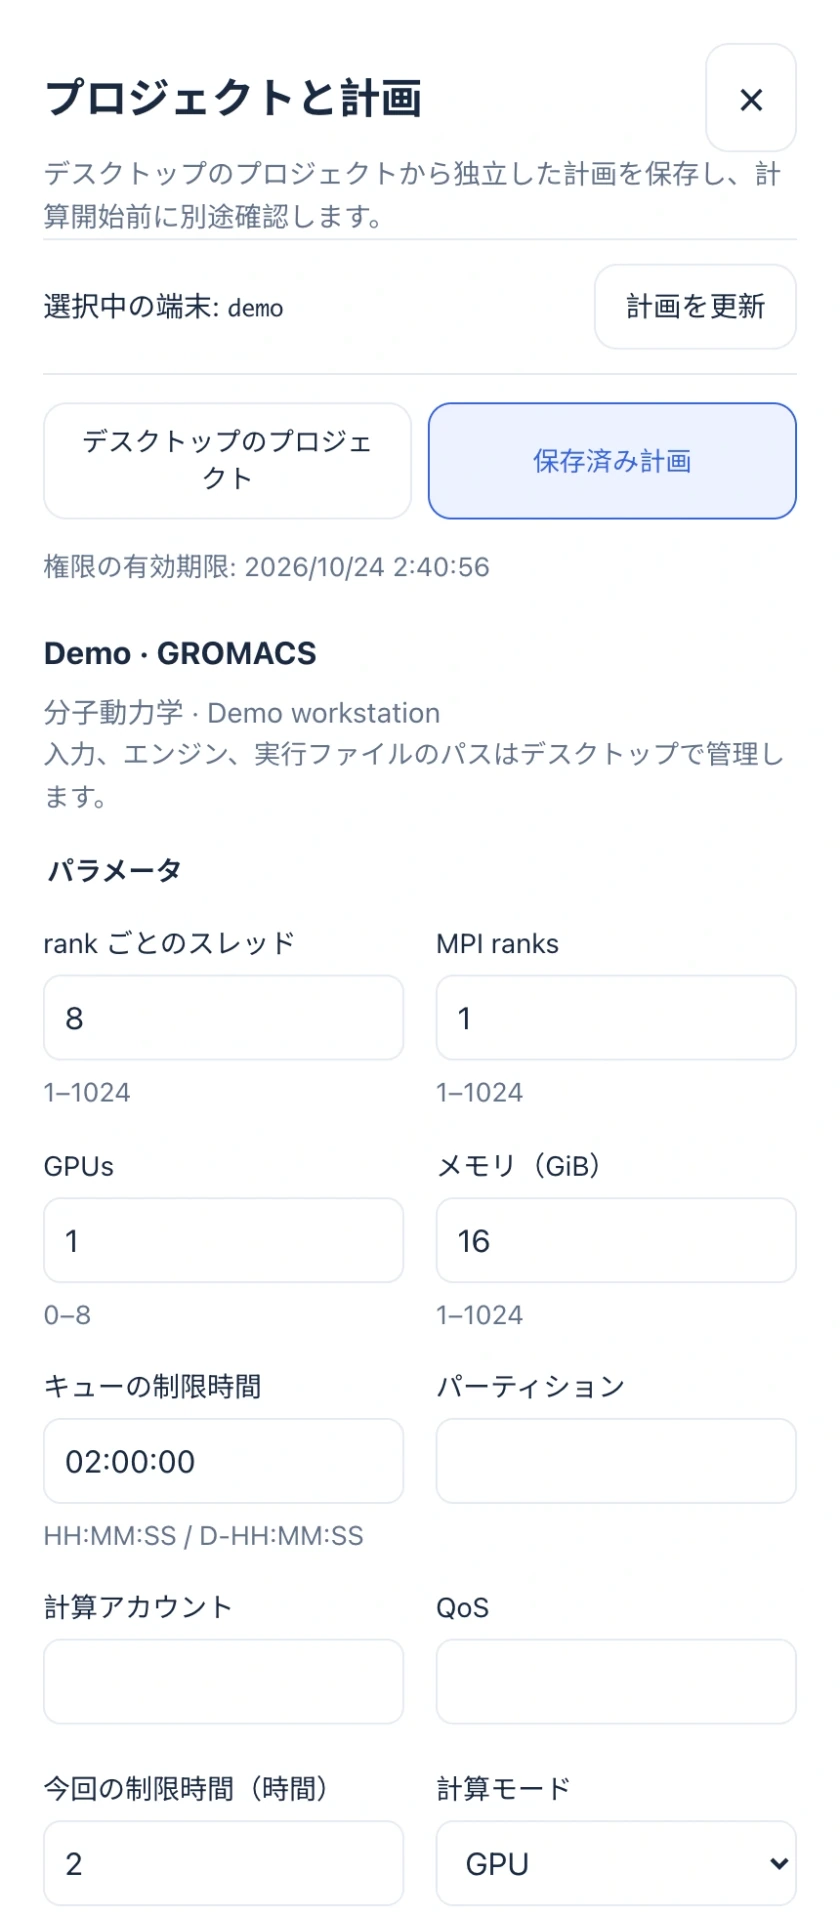 プロジェクトと計画
×
デスクトップのプロジェクトから独立した計画を保存し、計
算開始前に別途確認します。
選択中の端末: demo
計画を更新
デスクトップのプロジェ
クト
保存済み計画
権限の有効期限: 2026/10/24 2:40:56
Demo · GROMACS
分子動力学 · Demo workstation
入力、エンジン、実行ファイルのパスはデスクトップで管理し
ます。
パラメータ
rank ごとのスレッド
MPI ranks
8
1
1–1024
1–1024
GPUs
メモリ（GiB）
1
16
0–8
1–1024
キューの制限時間
パーティション
02:00:00
HH:MM:SS / D-HH:MM:SS
計算アカウント
QoS
今回の制限時間（時間）
計算モード
2
GPU